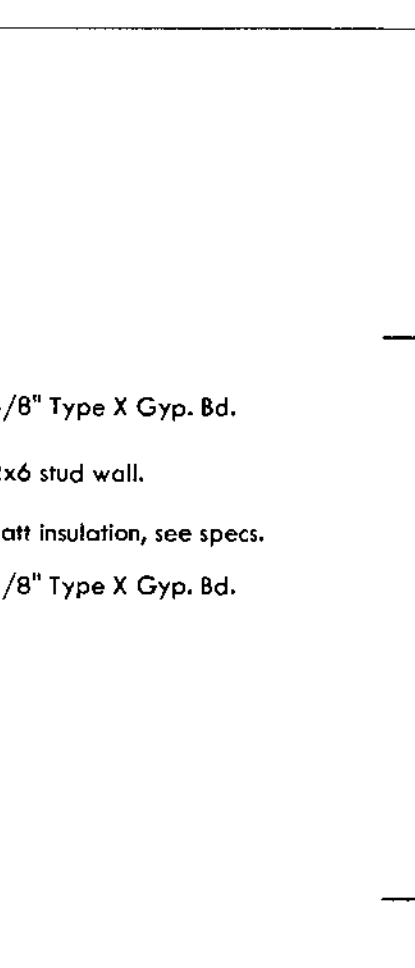 /8" Type X Gyp. Bd.
x6 stud wall.
att insulation, see specs.
/8" Type X Gyp. Bd.